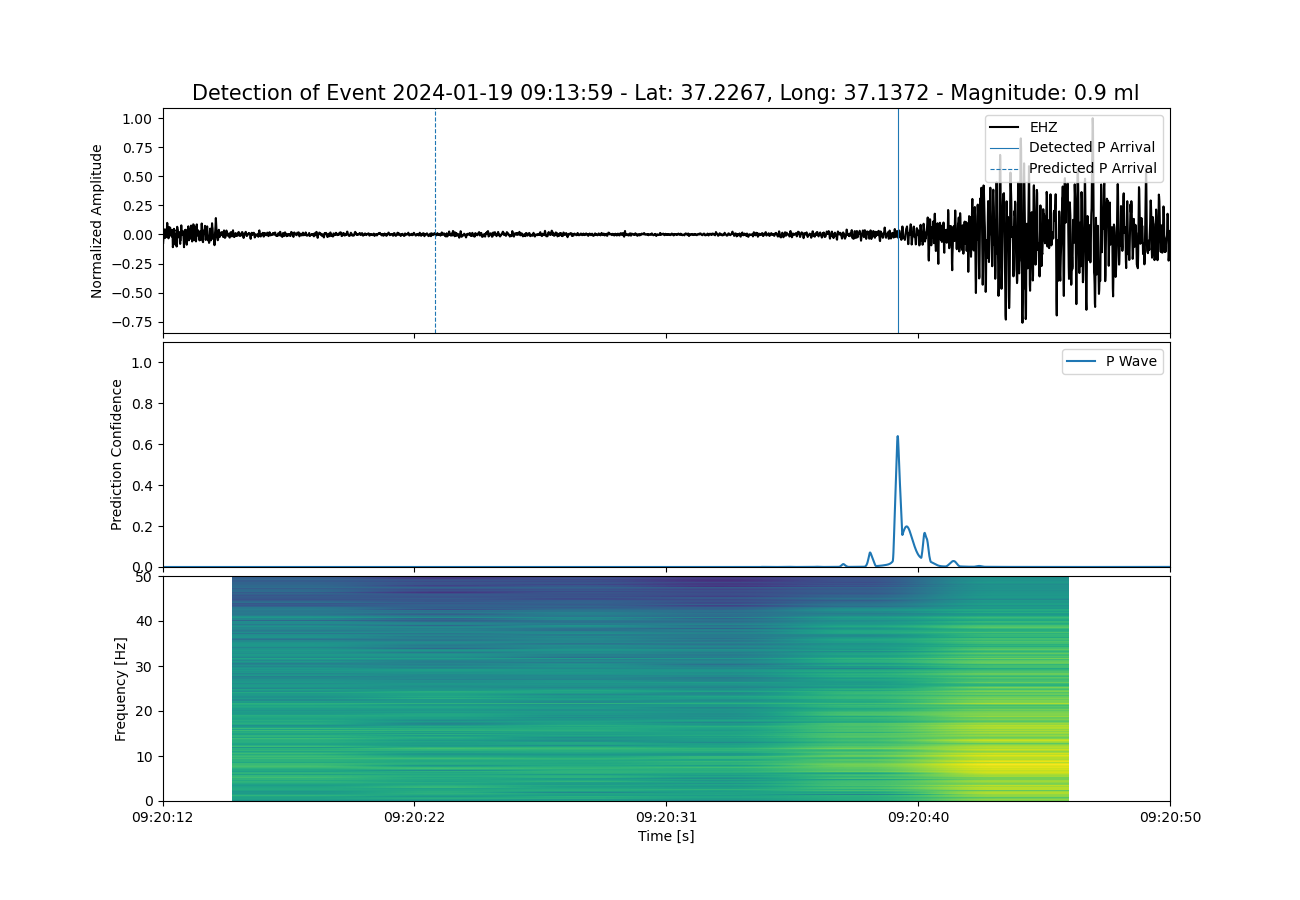 Detection of Event 2024-01-19 09:13:59 - Lat: 37.2267, Long: 37.1372 - Magnitude: 0.9 ml
Normalized Amplitude
1.00
0.75
0.50
0.25
0.00
−0.25
−0.50
−0.75
EHZ
Detected P Arrival
Predicted P Arrival
Prediction Confidence
1.0
0.8
0.6
0.4
0.2
0.0
P Wave
Frequency [Hz]
50
40
30
20
10
0
09:20:12 09:20:22 09:20:31 09:20:40 09:20:50
Time [s]